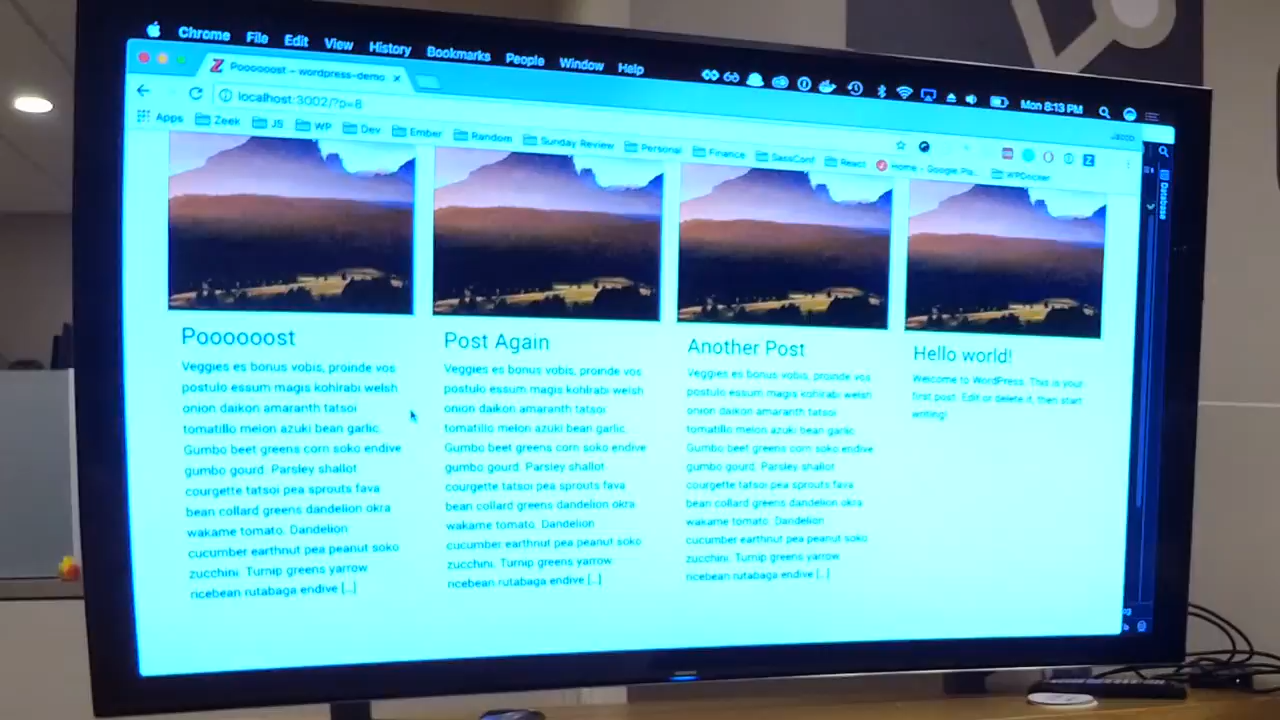 Chrome File Edit View History Bookmarks People Window Help Mon 8:13 PM
Poooooost – wordpress-demo
localhost:3002/?p=8
Apps Zeek JS WP Dev Ember Random Sunday Review Personal Finance SassConf React Home - Google Pla... WPDocker
Database
Poooooost
Veggies es bonus vobis, proinde vos
postulo essum magis kohlrabi welsh
onion daikon amaranth tatsoi
tomatillo melon azuki bean garlic.
Gumbo beet greens corn soko endive
gumbo gourd. Parsley shallot
courgette tatsoi pea sprouts fava
bean collard greens dandelion okra
wakame tomato. Dandelion
cucumber earthnut pea peanut soko
zucchini. Turnip greens yarrow
ricebean rutabaga endive [...]
Post Again
Veggies es bonus vobis, proinde vos
postulo essum magis kohlrabi welsh
onion daikon amaranth tatsoi
tomatillo melon azuki bean garlic.
Gumbo beet greens corn soko endive
gumbo gourd. Parsley shallot
courgette tatsoi pea sprouts fava
bean collard greens dandelion okra
wakame tomato. Dandelion
cucumber earthnut pea peanut soko
zucchini. Turnip greens yarrow
ricebean rutabaga endive [...]
Another Post
Veggies es bonus vobis, proinde vos
postulo essum magis kohlrabi welsh
onion daikon amaranth tatsoi
tomatillo melon azuki bean garlic.
Gumbo beet greens corn soko endive
gumbo gourd. Parsley shallot
courgette tatsoi pea sprouts fava
bean collard greens dandelion okra
wakame tomato. Dandelion
cucumber earthnut pea peanut soko
zucchini. Turnip greens yarrow
ricebean rutabaga endive [...]
Hello world!
Welcome to WordPress. This is your
first post. Edit or delete it, then start
writing!